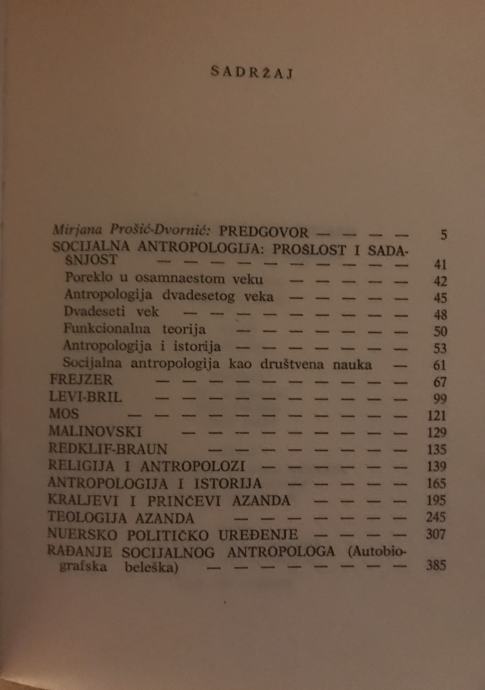 SADRŽAJ
Mirjana Prošić-Dvornić: PREDGOVOR — — — — 5
SOCIJALNA ANTROPOLOGIJA: PROŠLOST I SADA-
ŠNJOST — — — — — — — — 41
Poreklo u osamnaestom veku — — — — 42
Antropologija dvadesetog veka — — — — 45
Dvadeseti vek — — — — — — — 48
Funkcionalna teorija — — — — — 50
Antropologija i istorija — — — — — 53
Socijalna antropologija kao društvena nauka — — 61
FREJZER — — — — — — — — 67
LEVI-BRIL — — — — — — — — 99
MOS — — — — — — — — — 121
MALINOVSKI — — — — — — — 129
REDKLIF-BRAUN — — — — — — — 135
RELIGIJA I ANTROPOLOZI — — — — — 139
ANTROPOLOGIJA I ISTORIJA — — — — — 165
KRALJEVI I PRINČEVI AZANDA — — — — 195
TEOLOGIJA AZANDA — — — — — — 245
NUERSKO POLITIČKO UREĐENJE — — — — 307
RAĐANJE SOCIJALNOG ANTROPOLOGA (Autobio-
grafska beleška) — — — — — — — 385